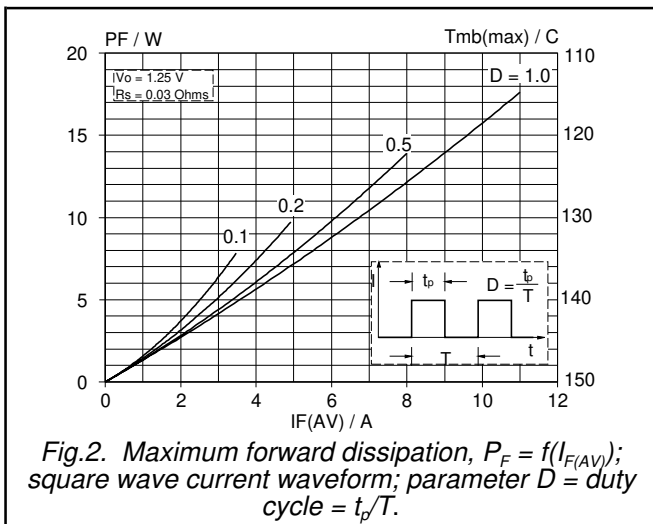 PF / W
Tmb(max) / C
20
110
Vo = 1.25 V
D = 1.0
Rs = 0.03 Ohms
15
120
0.5
0.2
10
130
0.1
I
tp
D = tp/T
5
140
T
t
0
150
0
2
4
6
8
10
12
IF(AV) / A
Fig.2. Maximum forward dissipation, PF = f(IF(AV));
square wave current waveform; parameter D = duty
cycle = tp/T.